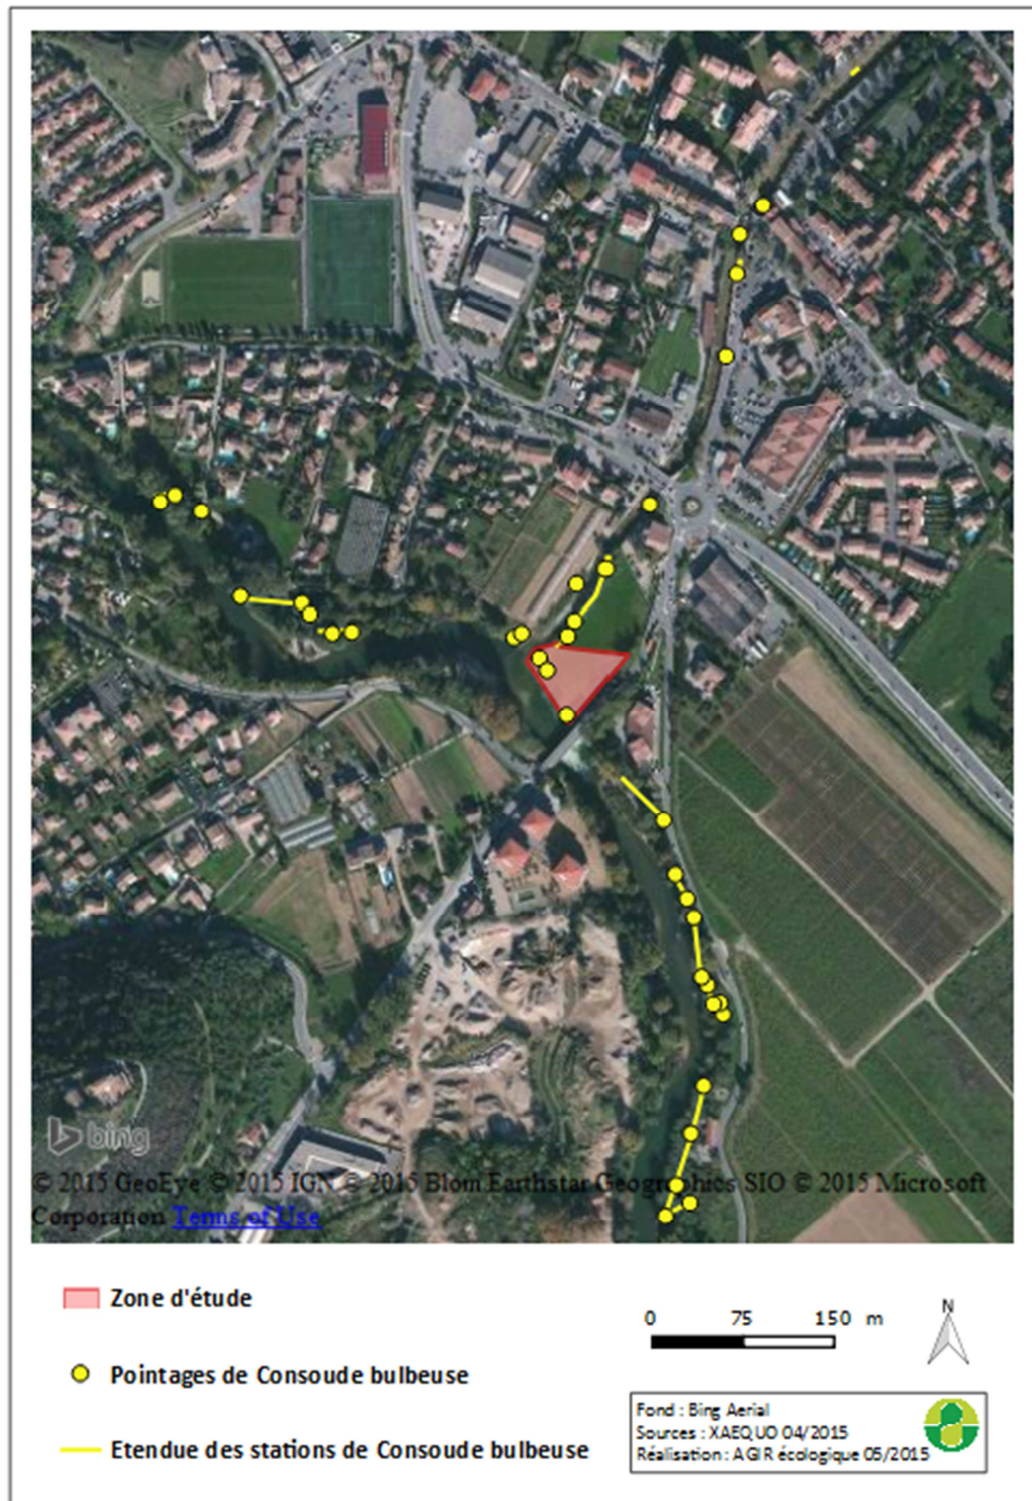 bing
© 2015 GeoEye © 2015 IGN © 2015 Blom Earthstar Geographics SIO © 2015 Microsoft
Corporation Terms of Use
Zone d'étude
Pointages de Consoude bulbeuse
Etendue des stations de Consoude bulbeuse
0 75 150 m
N
Fond : Bing Aerial
Sources : XAEQUO 04/2015
Réalisation : AGIR écologique 05/2015